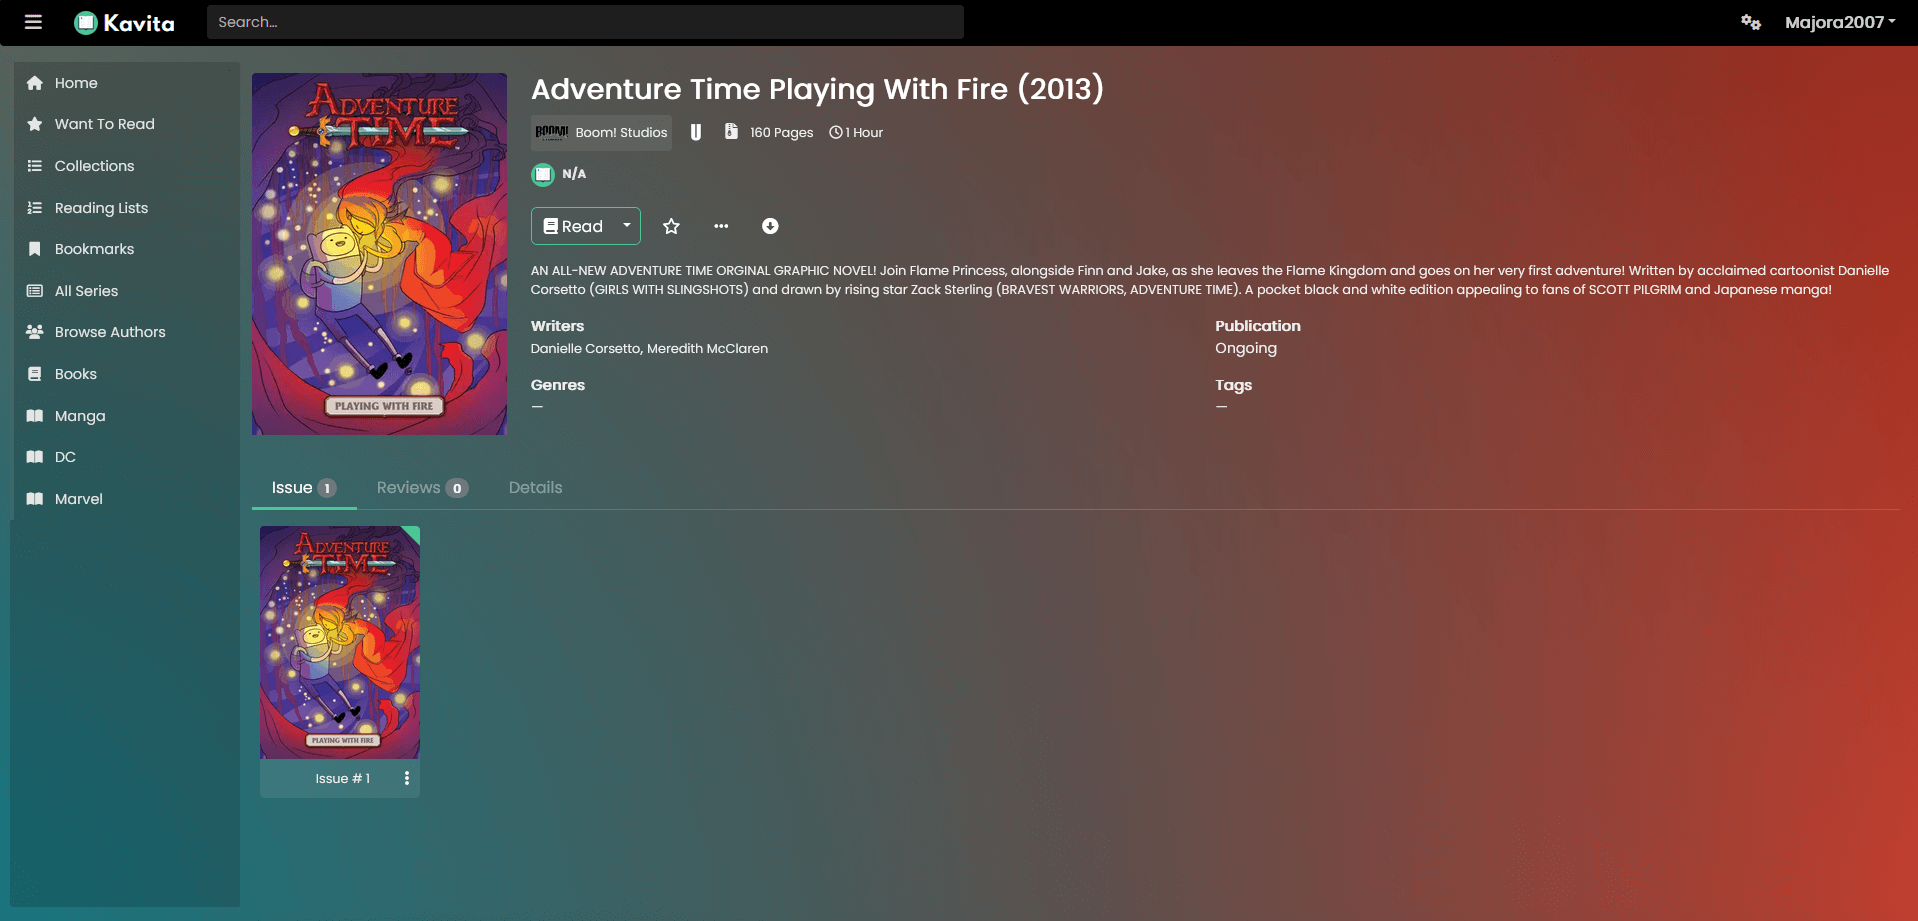 Kavita
Search...
Majora2007
Home
Want To Read
Collections
Reading Lists
Bookmarks
All Series
Browse Authors
Books
Manga
DC
Marvel
ADVENTURE
TIME
PLAYING WITH FIRE
Adventure Time Playing With Fire (2013)
BOOM! Boom! Studios U 160 Pages 1 Hour
N/A
Read
AN ALL-NEW ADVENTURE TIME ORGINAL GRAPHIC NOVEL! Join Flame Princess, alongside Finn and Jake, as she leaves the Flame Kingdom and goes on her very first adventure! Written by acclaimed cartoonist Danielle
Corsetto (GIRLS WITH SLINGSHOTS) and drawn by rising star Zack Sterling (BRAVEST WARRIORS, ADVENTURE TIME). A pocket black and white edition appealing to fans of SCOTT PILGRIM and Japanese manga!
Writers
Danielle Corsetto, Meredith McClaren
Publication
Ongoing
Genres
—
Tags
—
Issue 1 Reviews 0 Details
ADVENTURE
TIME
PLAYING WITH FIRE
Issue # 1